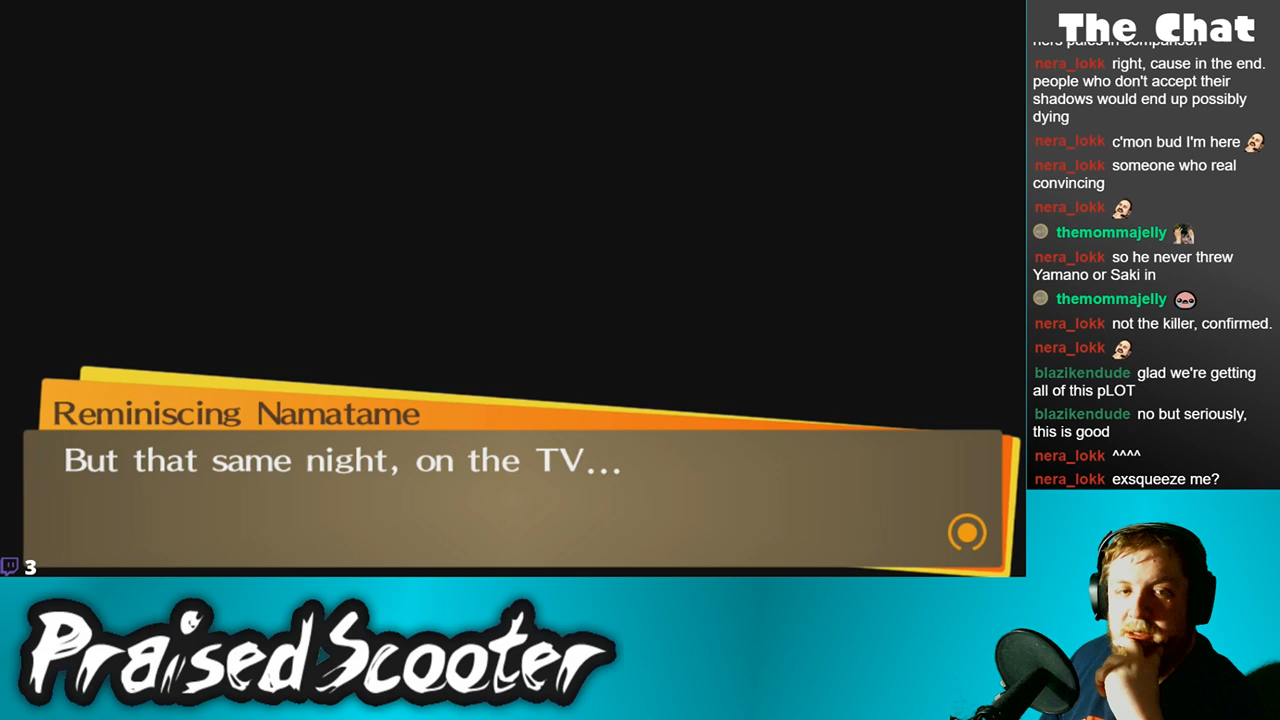 Reminiscing Namatame
But that same night, on the TV...
3
PraisedScooter
The Chat
ners pales in comparison
nera_lokk right, cause in the end.
people who don't accept their
shadows would end up possibly
dying
nera_lokk c'mon bud I'm here
nera_lokk someone who real
convincing
nera_lokk
themommajelly
nera_lokk so he never threw
Yamano or Saki in
themommajelly
nera_lokk not the killer, confirmed.
nera_lokk
blazikendude glad we're getting
all of this pLOT
blazikendude no but seriously,
this is good
nera_lokk ^^^^
nera_lokk exsqueeze me?